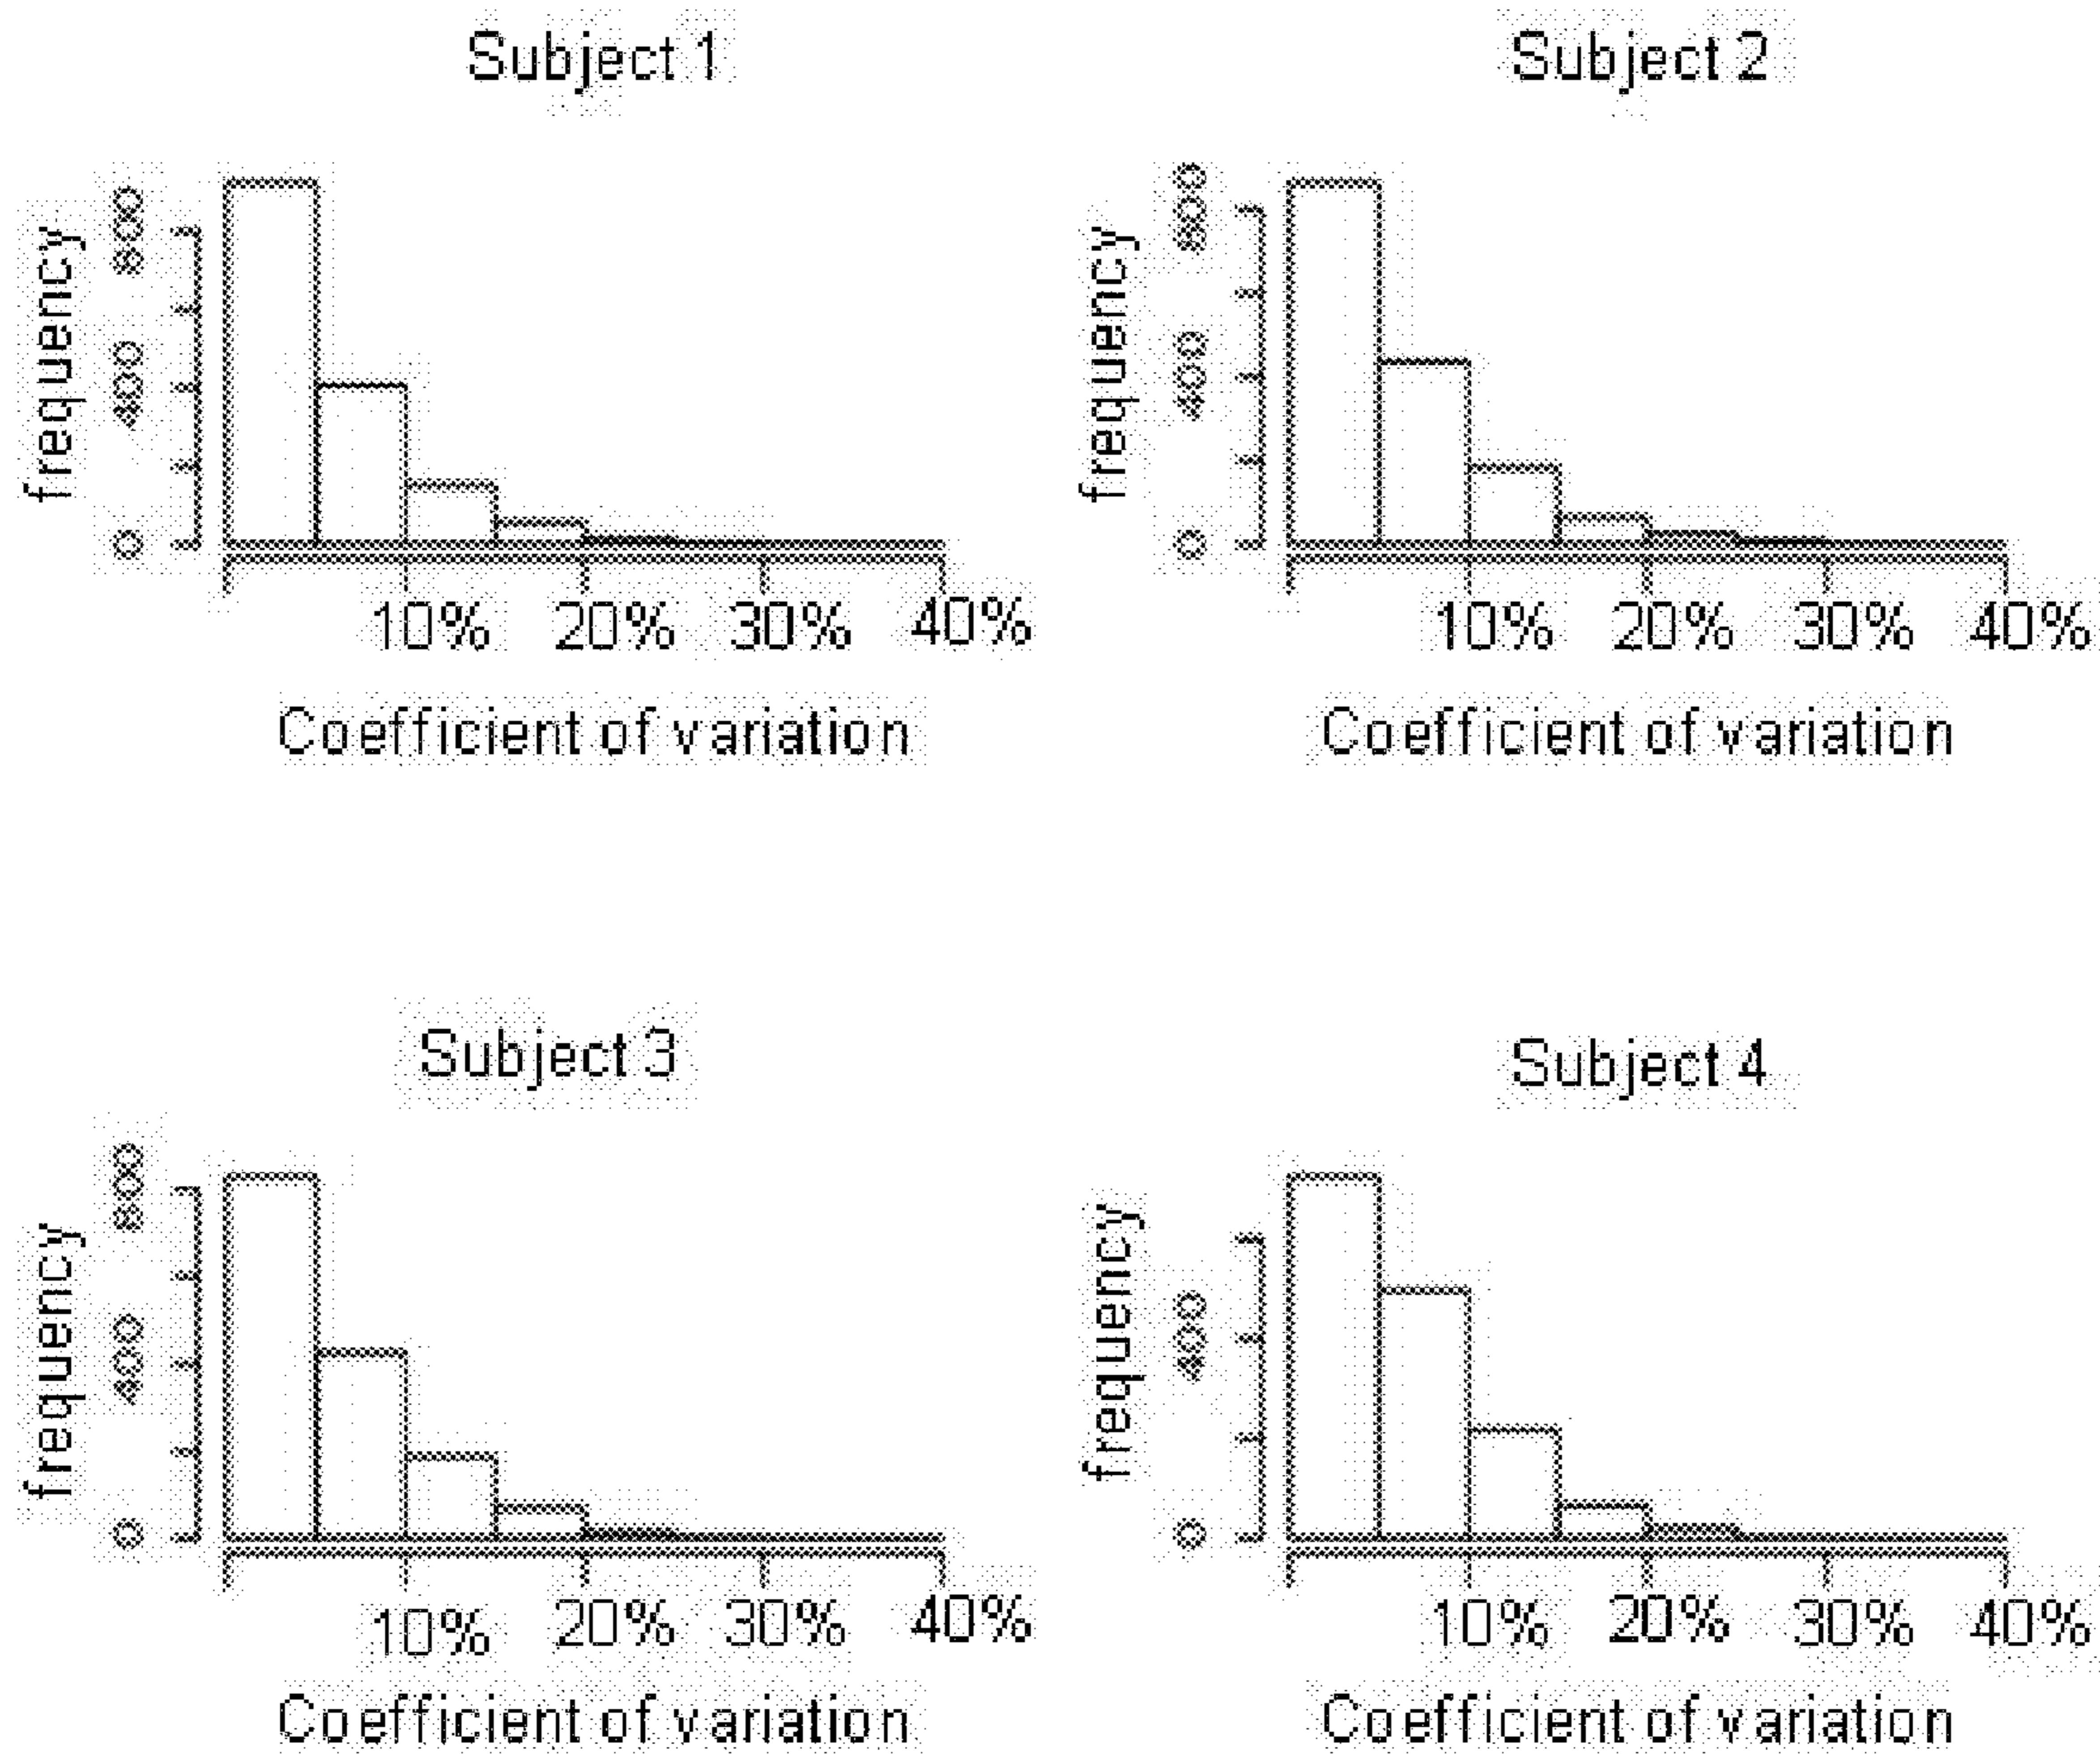 Subject 1
frequency
800
400
0
10% 20% 30% 40%
Coefficient of variation
Subject 2
frequency
800
400
0
10% 20% 30% 40%
Coefficient of variation
Subject 3
frequency
800
400
0
10% 20% 30% 40%
Coefficient of variation
Subject 4
frequency
400
0
10% 20% 30% 40%
Coefficient of variation